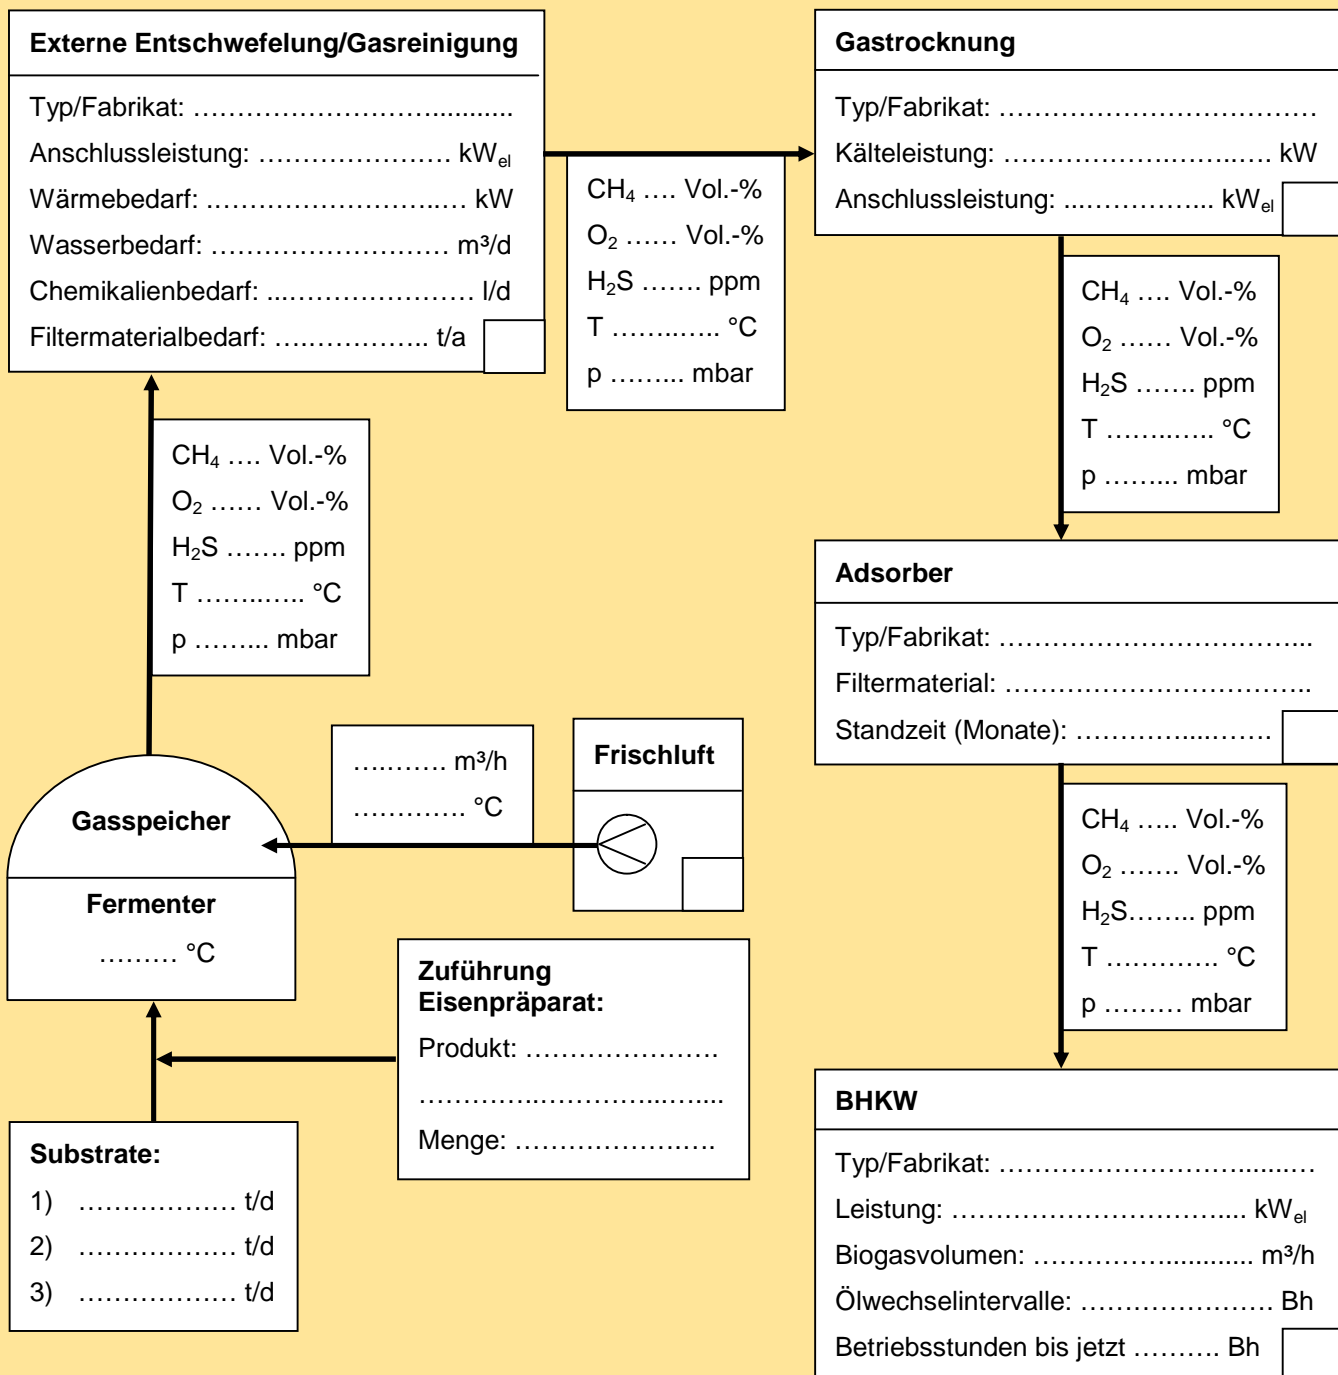 Externe Entschwefelung/Gasreinigung
Typ/Fabrikat: ………………………...........
Anschlussleistung: ………………… kWel
Wärmebedarf: .……………………..… kW
Wasserbedarf: …………………… m³/d
Chemikalienbedarf: ...………………… l/d
Filtermaterialbedarf: ….………….. t/a
CH₄ …. Vol.-%
O₂ …… Vol.-%
H₂S ……. ppm
T ……..….. °C
p ……... mbar
Gastrocknung
Typ/Fabrikat: ……………………………
Kälteleistung: ……………………..…. kW
Anschlussleistung: ...………... kWel
CH₄ …. Vol.-%
O₂ …… Vol.-%
H₂S ……. ppm
T ……..….. °C
p ……... mbar
CH₄ …. Vol.-%
O₂ …… Vol.-%
H₂S ……. ppm
T ……..….. °C
p ……... mbar
Adsorber
Typ/Fabrikat: …………………………...
Filtermaterial: …………………………..
Standzeit (Monate): …………....……
CH₄ ….. Vol.-%
O₂ ……. Vol.-%
H₂S…….. ppm
T …………. °C
p ……… mbar
…..……. m³/h
…………. °C
Frischluft
Gasspeicher
Fermenter
……… °C
Zuführung
Eisenpräparat:
Produkt: ………………….
…………..…………..…....
Menge: ………………….
Substrate:
1) ……………… t/d
2) ……………… t/d
3) ……………… t/d
BHKW
Typ/Fabrikat: …………………….......…
Leistung: ……………………….... kWel
Biogasvolumen: ……………........... m³/h
Ölwechselintervalle: ………………… Bh
Betriebsstunden bis jetzt ………. Bh